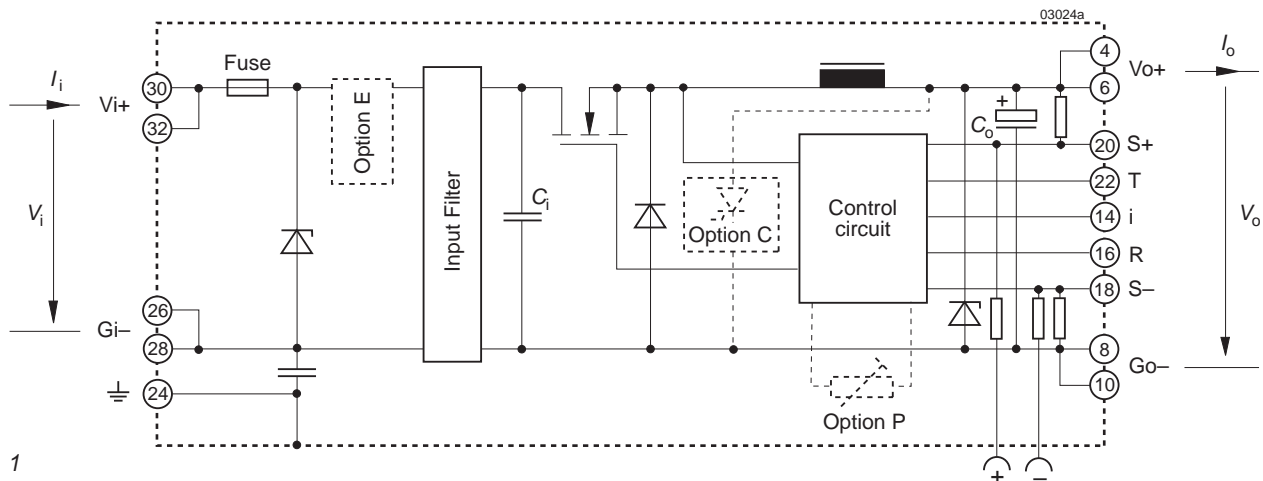 03024a
Ii
Vi+
Vi
Gi–
30
32
26
28
24
Fuse
Option E
Input Filter
Ci
Option C
Control
circuit
Option P
+
Co
4
6
20
22
14
16
18
8
10
Vo+
S+
T
i
R
S–
Go–
Io
Vo
+
–
1